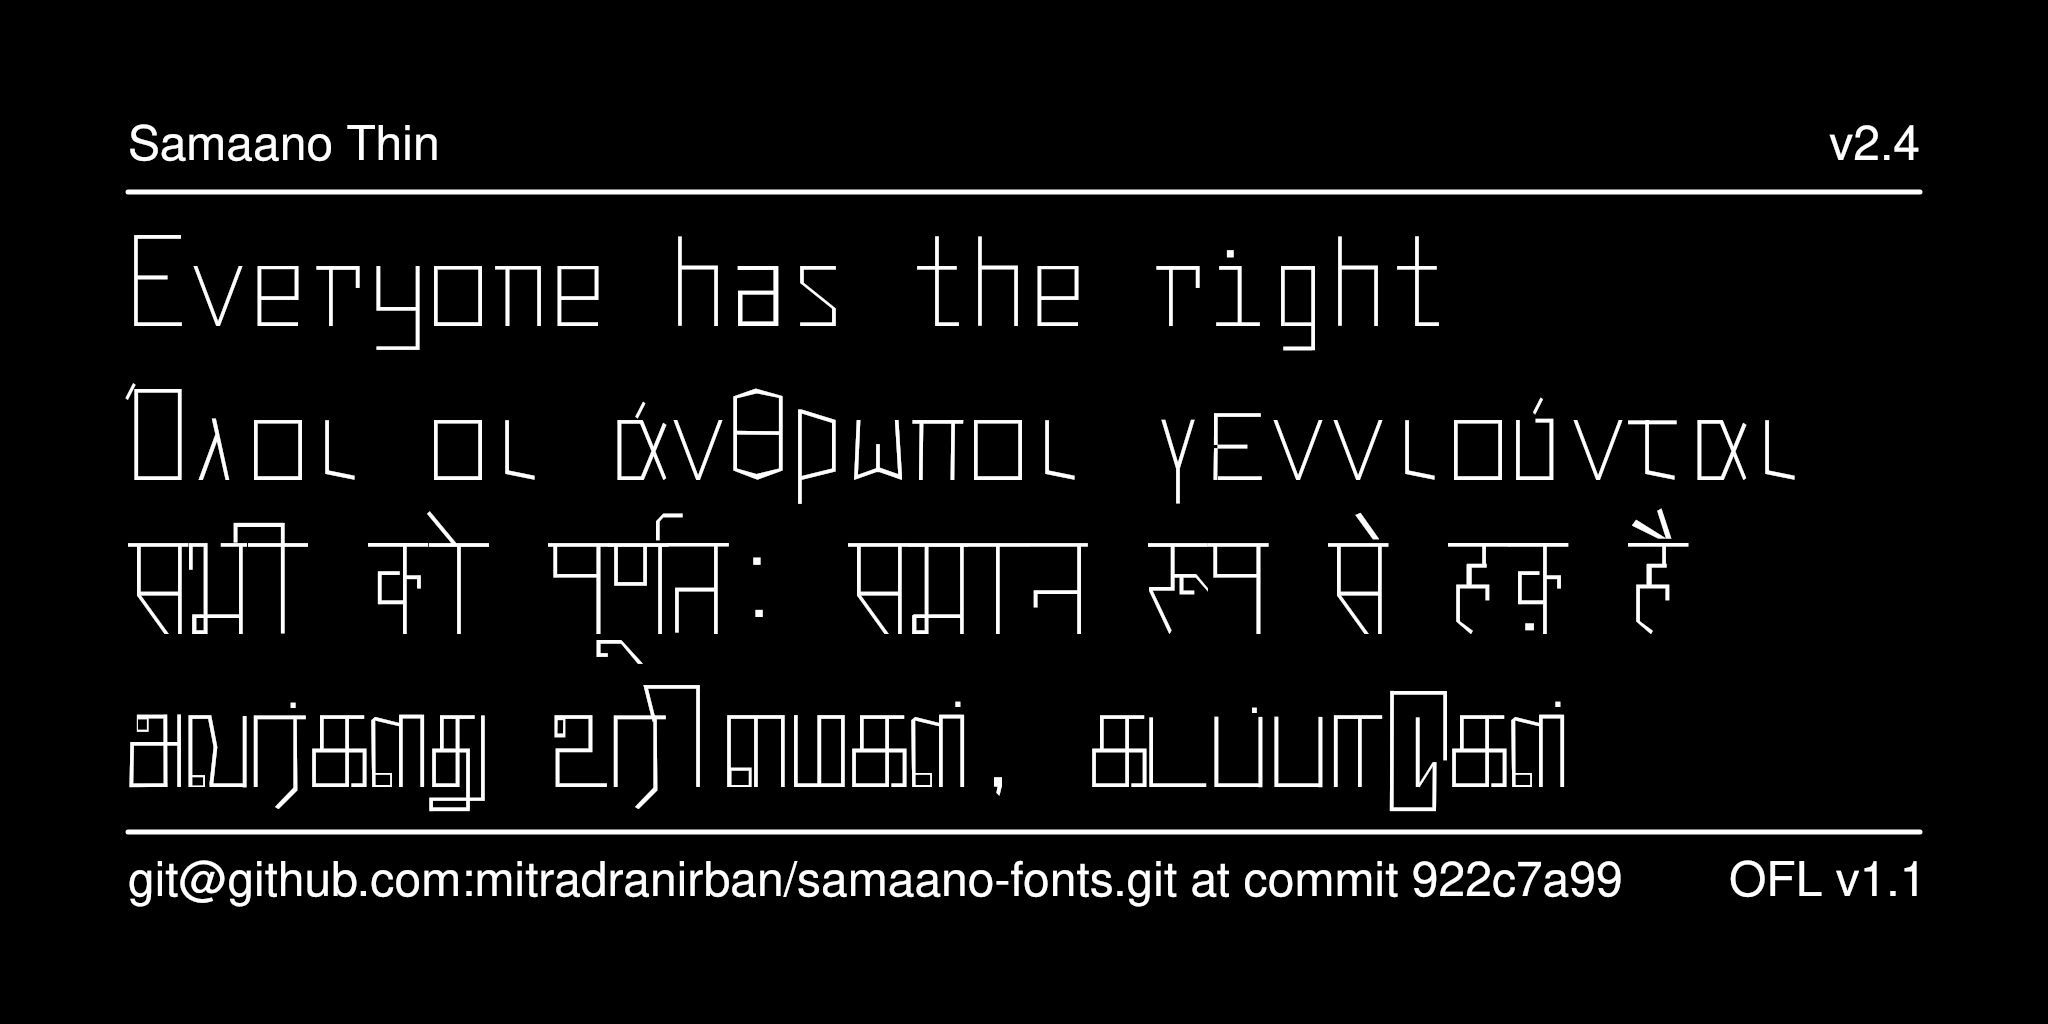 Samaano Thin
v2.4
Everyone has the right
Όλοι οι άνθρωποι γεννιούνται
सभी को पूर्णत: समान रूप से हक़ है
அவர்களது உரிமைகள், கடப்பாடுகள்
git@github.com:mitradranirban/samaano-fonts.git at commit 922c7a99
OFL v1.1